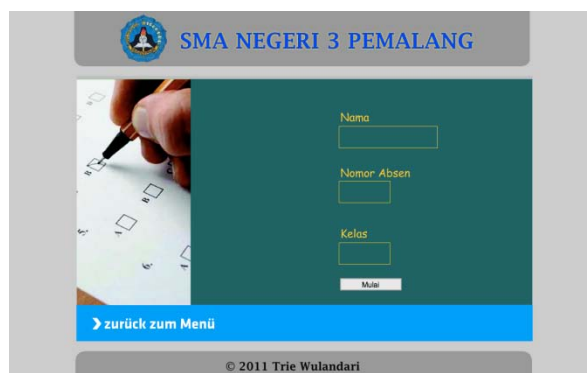 SMA NEGERI 3 PEMALANG
Nama
Nomor Absen
Kelas
Mulai
zurück zum Menü
© 2011 Trie Wulandari